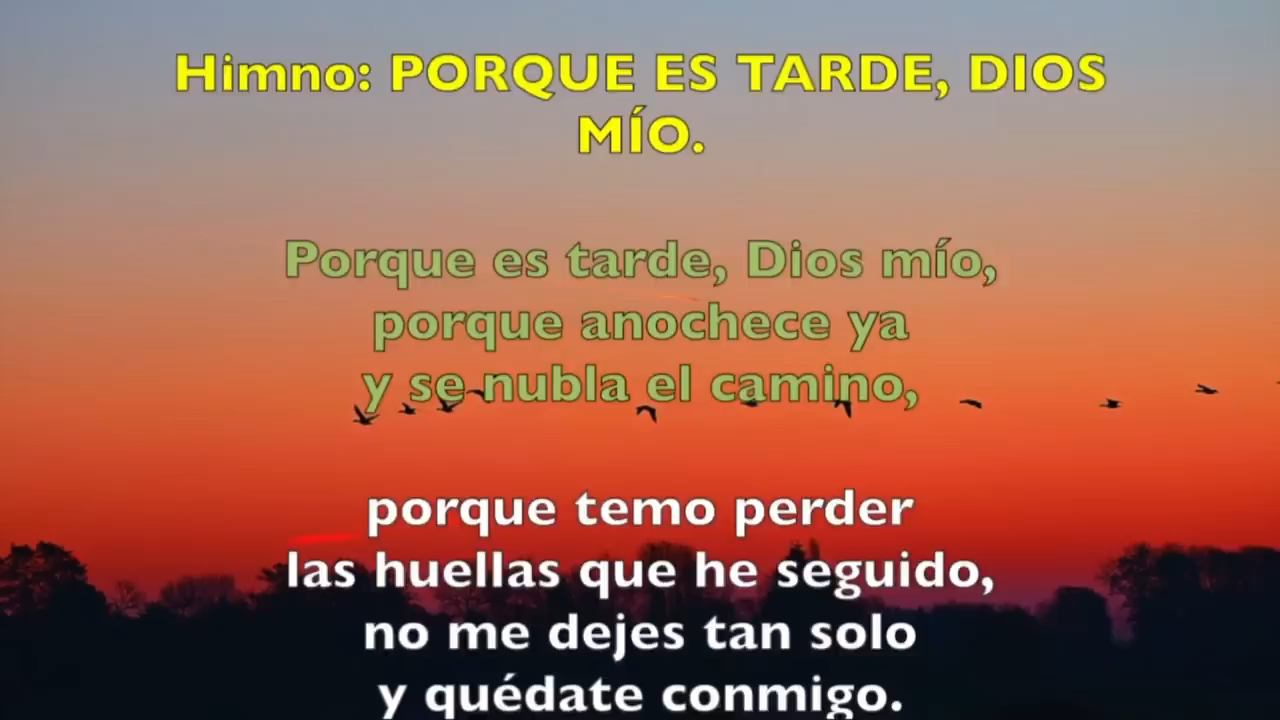 Himno: PORQUE ES TARDE, DIOS
MÍO.
Porque es tarde, Dios mío,
porque anochece ya
y se nubla el camino,
porque temo perder
las huellas que he seguido,
no me dejes tan solo
y quédate conmigo.